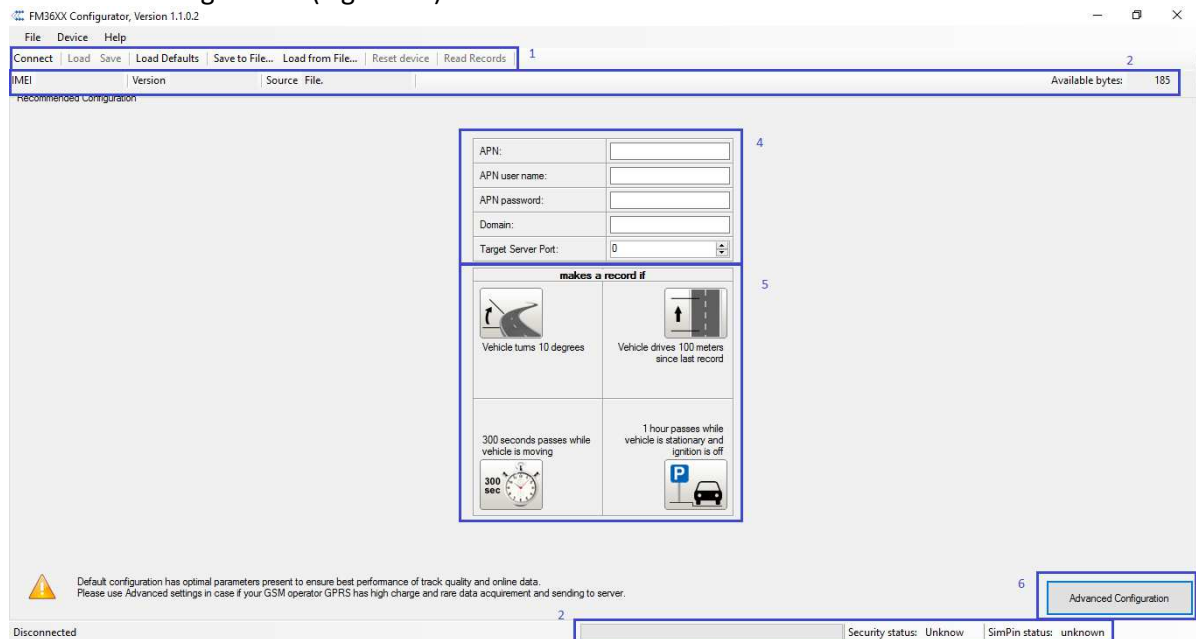 FM36XX Configurator, Version 1.1.0.2
File Device Help
Connect Load Save Load Defaults Save to File... Load from File... Reset device Read Records 1
2
IMEI Version Source File. Available bytes: 185
Recommended Configuration
APN: 4
APN user name:
APN password:
Domain:
Target Server Port: 0
makes a record if
5
Vehicle turns 10 degrees
Vehicle drives 100 meters
since last record
300 seconds passes while
vehicle is moving
300
sec
1 hour passes while
vehicle is stationary and
ignition is off
P
Default configuration has optimal parameters present to ensure best perfomance of track quality and online data.
Please use Advanced settings in case if your GSM operator GPRS has high charge and rare data acquirement and sending to server.
6
Advanced Configuration
2
Disconnected Security status: Unknow SimPin status: unknown